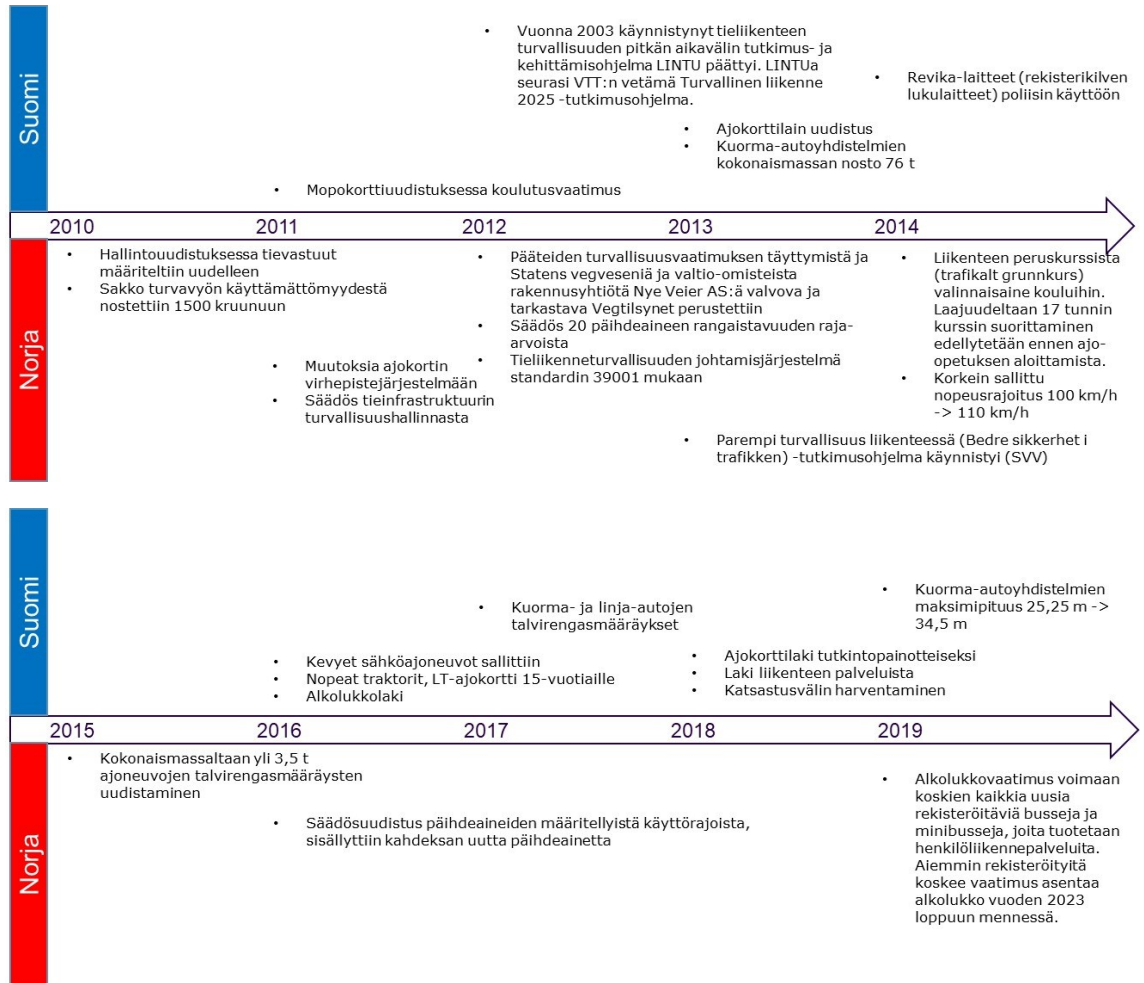 Suomi
• Vuonna 2003 käynnistynyt tieliikenteen
turvallisuuden pitkän aikavälin tutkimus- ja
kehittämisohjelma LINTU päättyi. LINTUa
seurasi VTT:n vetämä Turvallinen liikenne
2025 -tutkimusohjelma.
• Revika-laitteet (rekisterikilven
lukulaitteet) poliisin käyttöön
• Ajokorttilain uudistus
• Kuorma-autoyhdistelmien
kokonaismassan nosto 76 t
• Mopokorttiuudistuksessa koulutusvaatimus
2010 2011 2012 2013 2014
Norja
• Hallintouudistuksessa tievastuut
määriteltiin uudelleen
• Sakko turvavyön käyttämättömyydestä
nostettiin 1500 kruunuun
• Muutoksia ajokortin
virhepistejärjestelmään
• Säädös tieinfrastruktuurin
turvallisuushallinnasta
• Pääteiden turvallisuusvaatimuksen täyttymistä ja
Statens vegveseniä ja valtio-omisteista
rakennusyhtiötä Nye Veier AS:ä valvova ja
tarkastava Vegtilsynet perustettiin
• Säädös 20 päihdeaineen rangaistavuuden raja-
arvoista
• Tieliikenneturvallisuuden johtamisjärjestelmä
standardin 39001 mukaan
• Parempi turvallisuus liikenteessä (Bedre sikkerhet i
trafikken) -tutkimusohjelma käynnistyi (SVV)
• Liikenteen peruskurssista
(trafikalt grunnkurs)
valinnaisaine kouluihin.
Laajuudeltaan 17 tunnin
kurssin suorittaminen
edellytetään ennen ajo-
opetuksen aloittamista.
• Korkein sallittu
nopeusrajoitus 100 km/h
-> 110 km/h
Suomi
• Kuorma- ja linja-autojen
talvirengasmääräykset
• Kuorma-autoyhdistelmien
maksimipituus 25,25 m ->
34,5 m
• Kevyet sähköajoneuvot sallittiin
• Nopeat traktorit, LT-ajokortti 15-vuotiaille
• Alkolukkolaki
• Ajokorttilaki tutkintopainotteiseksi
• Laki liikenteen palveluista
• Katsastusvälin harventaminen
2015 2016 2017 2018 2019
Norja
• Kokonaismassaltaan yli 3,5 t
ajoneuvojen talvirengasmääräysten
uudistaminen
• Säädösuudistus päihdeaineiden määritellyistä käyttörajoista,
sisällyttiin kahdeksan uutta päihdeainetta
• Alkolukkovaatimus voimaan
koskien kaikkia uusia
rekisteröitäviä busseja ja
minibusseja, joita tuotetaan
henkilöliikennepalveluita.
Aiemmin rekisteröityitä
koskee vaatimus asentaa
alkolukko vuoden 2023
loppuun mennessä.